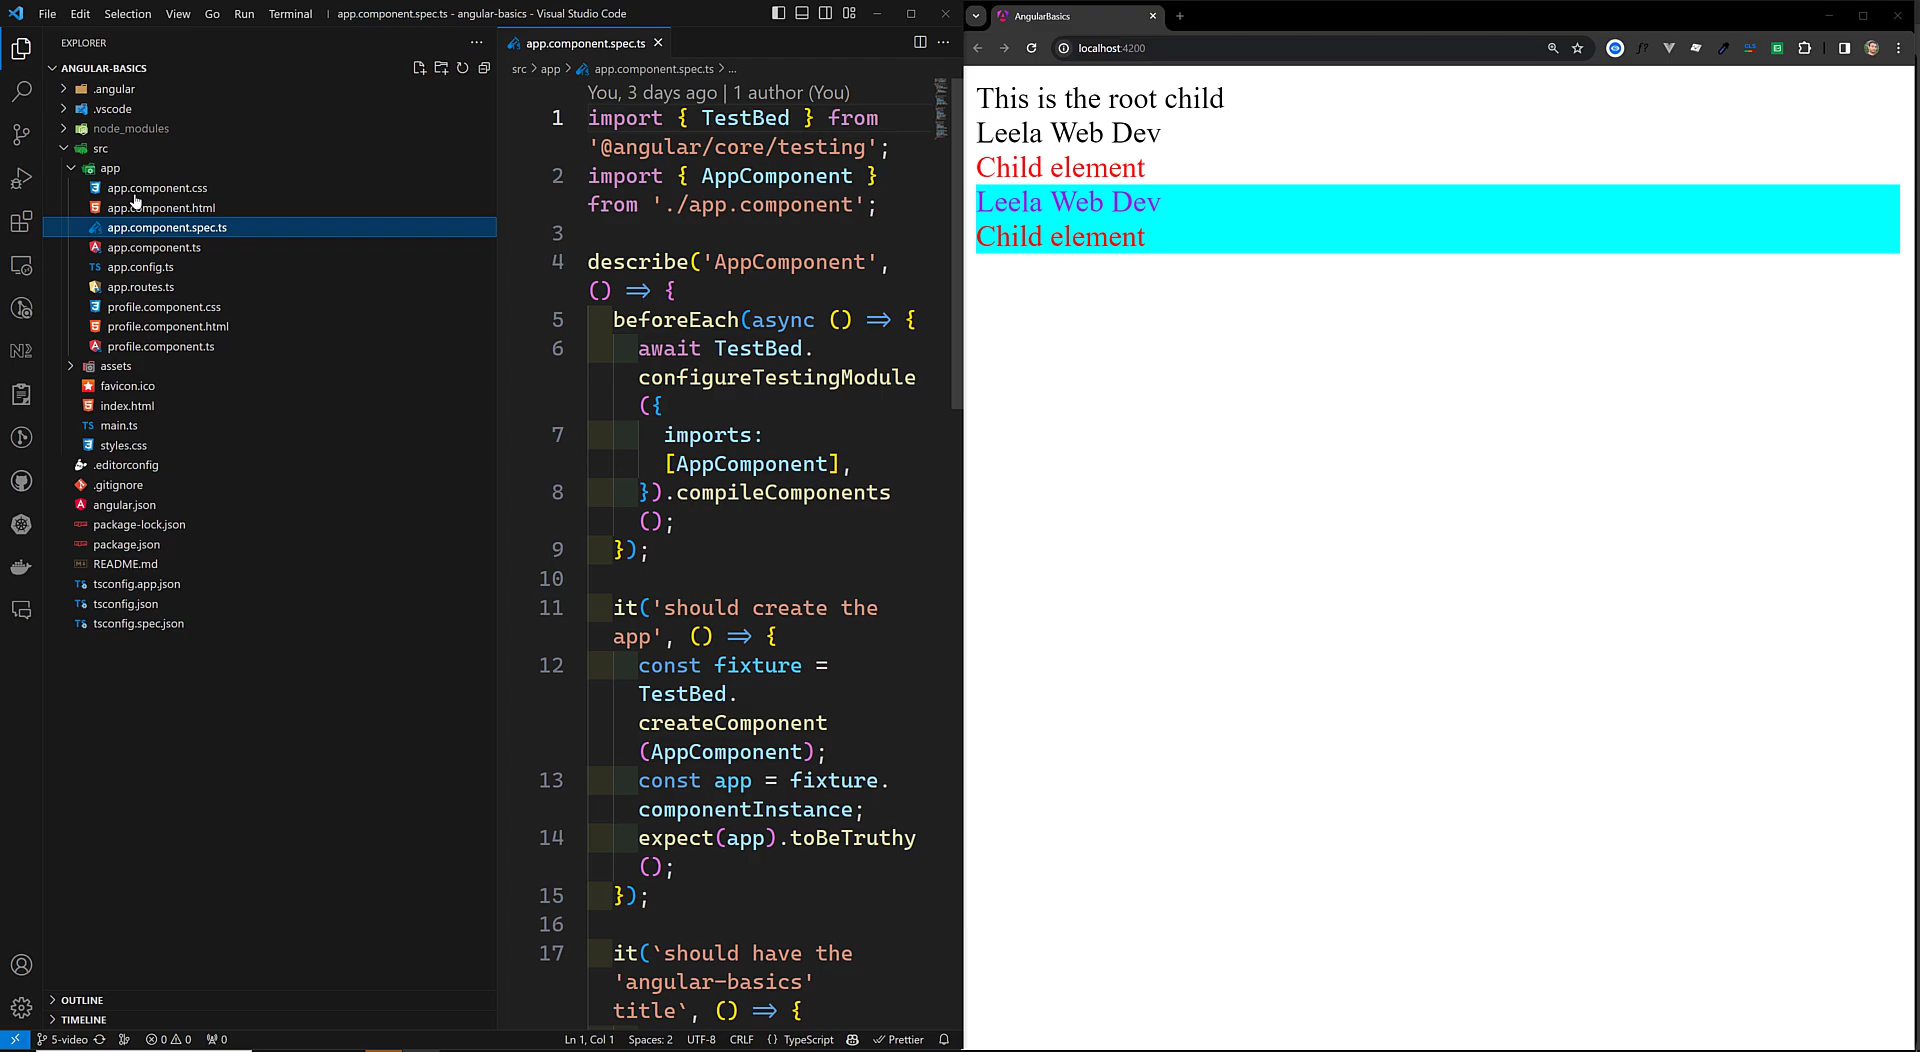 File Edit Selection View Go Run Terminal
app.component.spec.ts - angular-basics - Visual Studio Code
EXPLORER
ANGULAR-BASICS
.angular
.vscode
node_modules
src
app
app.component.css
app.component.html
app.component.spec.ts
app.component.ts
app.config.ts
app.routes.ts
profile.component.css
profile.component.html
profile.component.ts
assets
favicon.ico
index.html
main.ts
styles.css
.editorconfig
.gitignore
angular.json
package-lock.json
package.json
README.md
tsconfig.app.json
tsconfig.json
tsconfig.spec.json
OUTLINE
TIMELINE
app.component.spec.ts
src > app > app.component.spec.ts > ...
You, 3 days ago | 1 author (You)
1 import { TestBed } from
'@angular/core/testing';
2 import { AppComponent }
from './app.component';
3
4 describe('AppComponent',
() => {
5 beforeEach(async () => {
6 await TestBed.
configureTestingModule
({
7 imports:
[AppComponent],
8 }).compileComponents
();
9 });
10
11 it('should create the
app', () => {
12 const fixture =
TestBed.
createComponent
(AppComponent);
13 const app = fixture.
componentInstance;
14 expect(app).toBeTruthy
();
15 });
16
17 it(`should have the
'angular-basics'
title`, () => {
5-video 0 0 0
Ln 1, Col 1 Spaces: 2 UTF-8 CRLF {} TypeScript Prettier
AngularBasics
localhost:4200
This is the root child
Leela Web Dev
Child element
Leela Web Dev
Child element